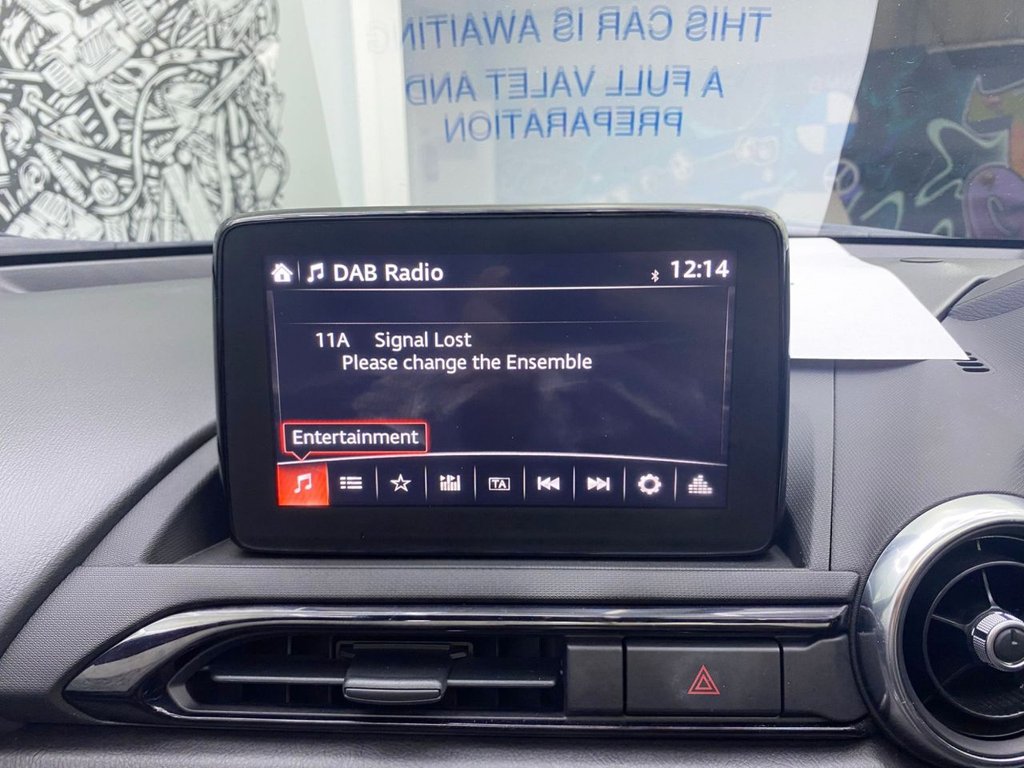 THIS CAR IS AWAITING
A FULL VALET AND
PREPARATION
DAB Radio 12:14
11A Signal Lost
Please change the Ensemble
Entertainment
TA